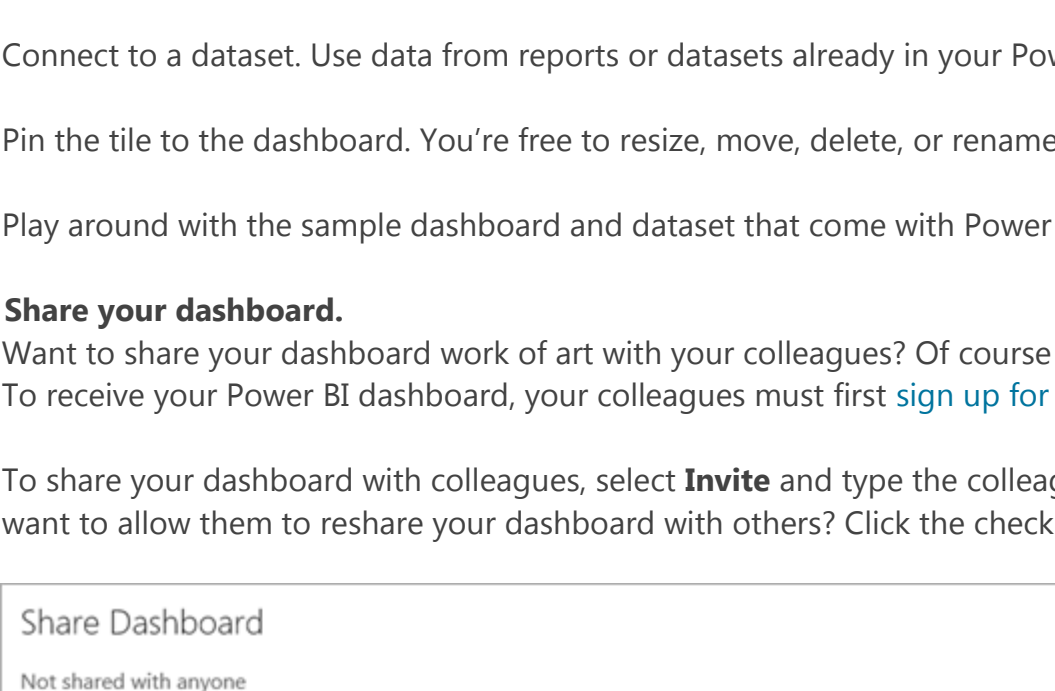 Connect to a dataset. Use data from reports or datasets already in your
Pin the tile to the dashboard. You're free to resize, move, delete, or rename
Play around with the sample dashboard and dataset that come with Power
Share your dashboard.
Want to share your dashboard work of art with your colleagues? Of course
To receive your Power BI dashboard, your colleagues must first sign up for
To share your dashboard with colleagues, select Invite and type the
want to allow them to reshare your dashboard with others? Click the check
Share Dashboard
Not shared with anyone